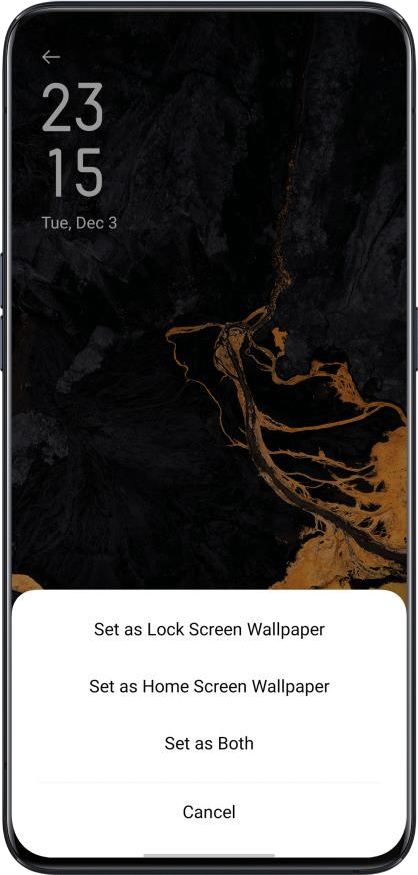 23
15
Tue, Dec 3
Set as Lock Screen Wallpaper
Set as Home Screen Wallpaper
Set as Both
Cancel